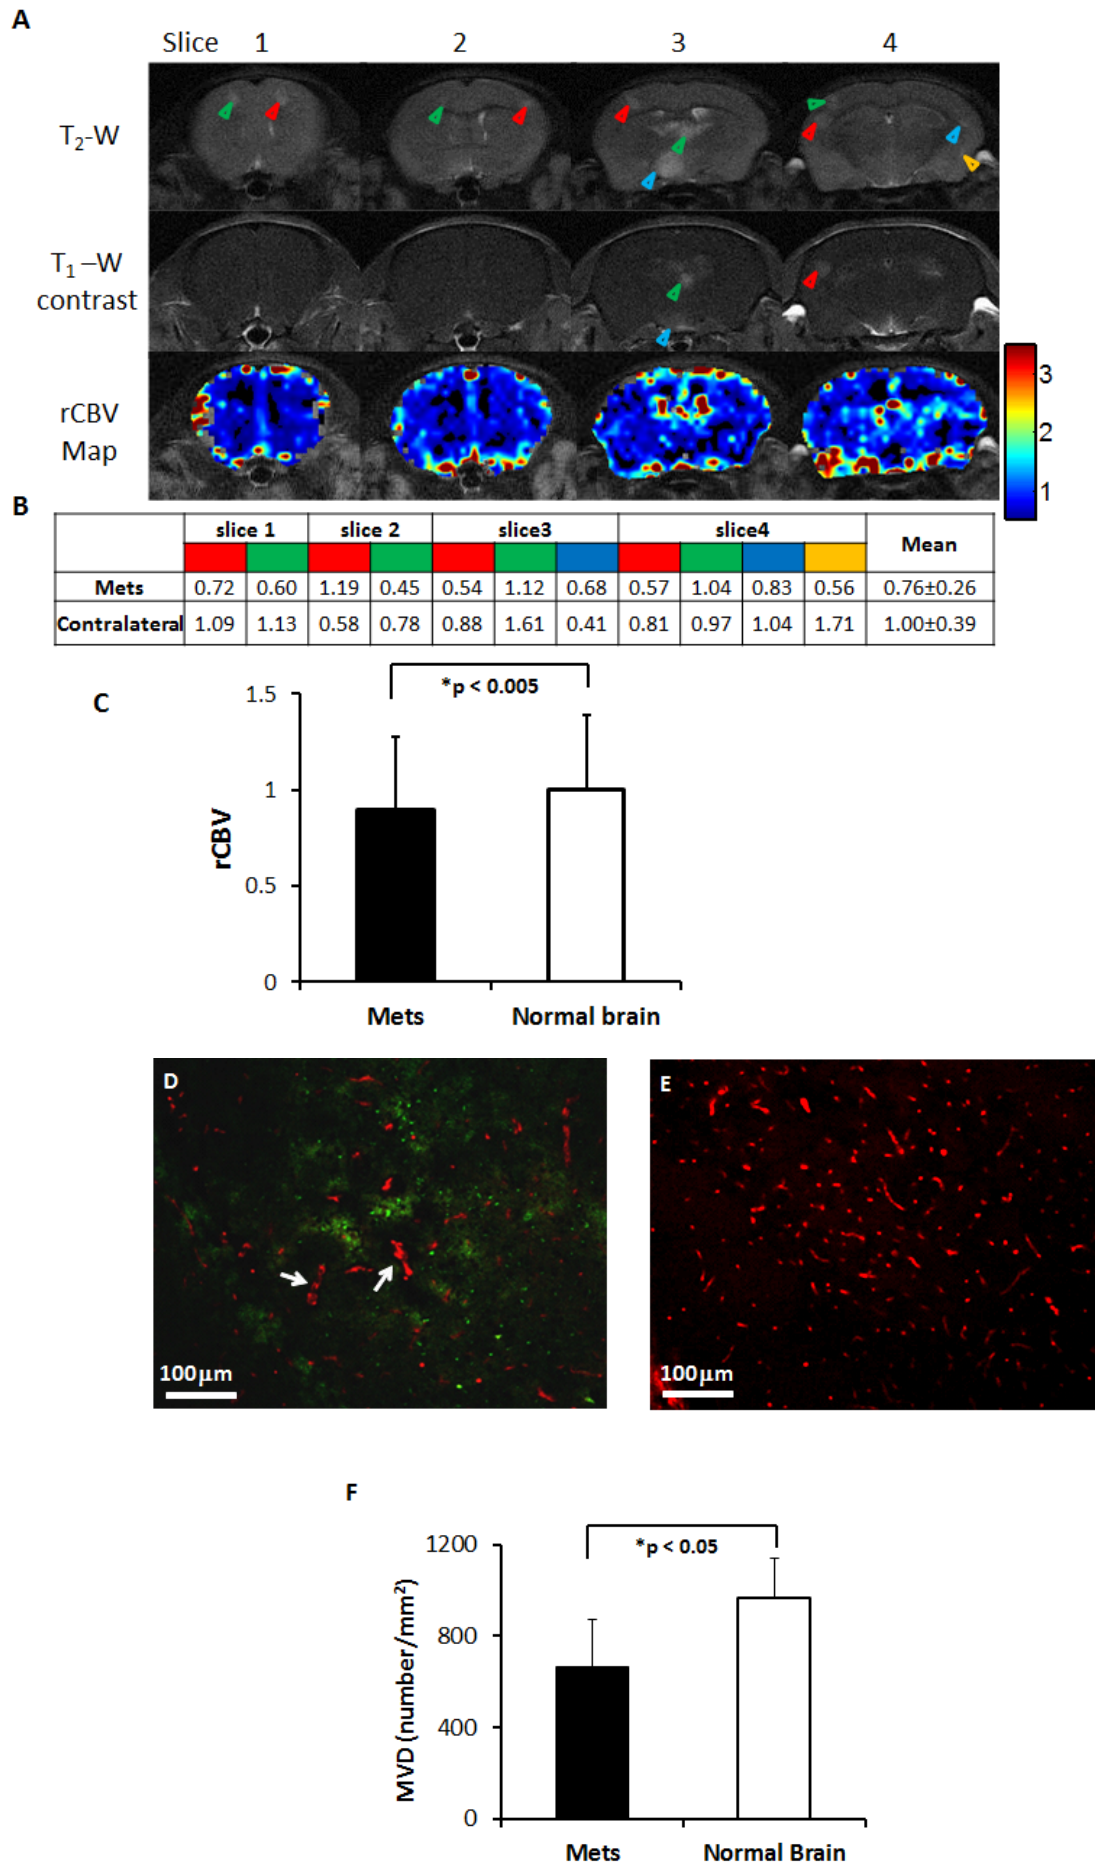 A
Slice 1 2 3 4
T2-W
T1 –W
contrast
rCBV
Map
3
2
1
B
slice 1 slice 2 slice3 slice4 Mean
Mets 0.72 0.60 1.19 0.45 0.54 1.12 0.68 0.57 1.04 0.83 0.56 0.76±0.26
Contralateral 1.09 1.13 0.58 0.78 0.88 1.61 0.41 0.81 0.97 1.04 1.71 1.00±0.39
C
*p < 0.005
1.5
1
0.5
0
rCBV
Mets Normal brain
D
100μm
E
100μm
F
*p < 0.05
1200
800
400
0
MVD (number/mm²)
Mets Normal Brain